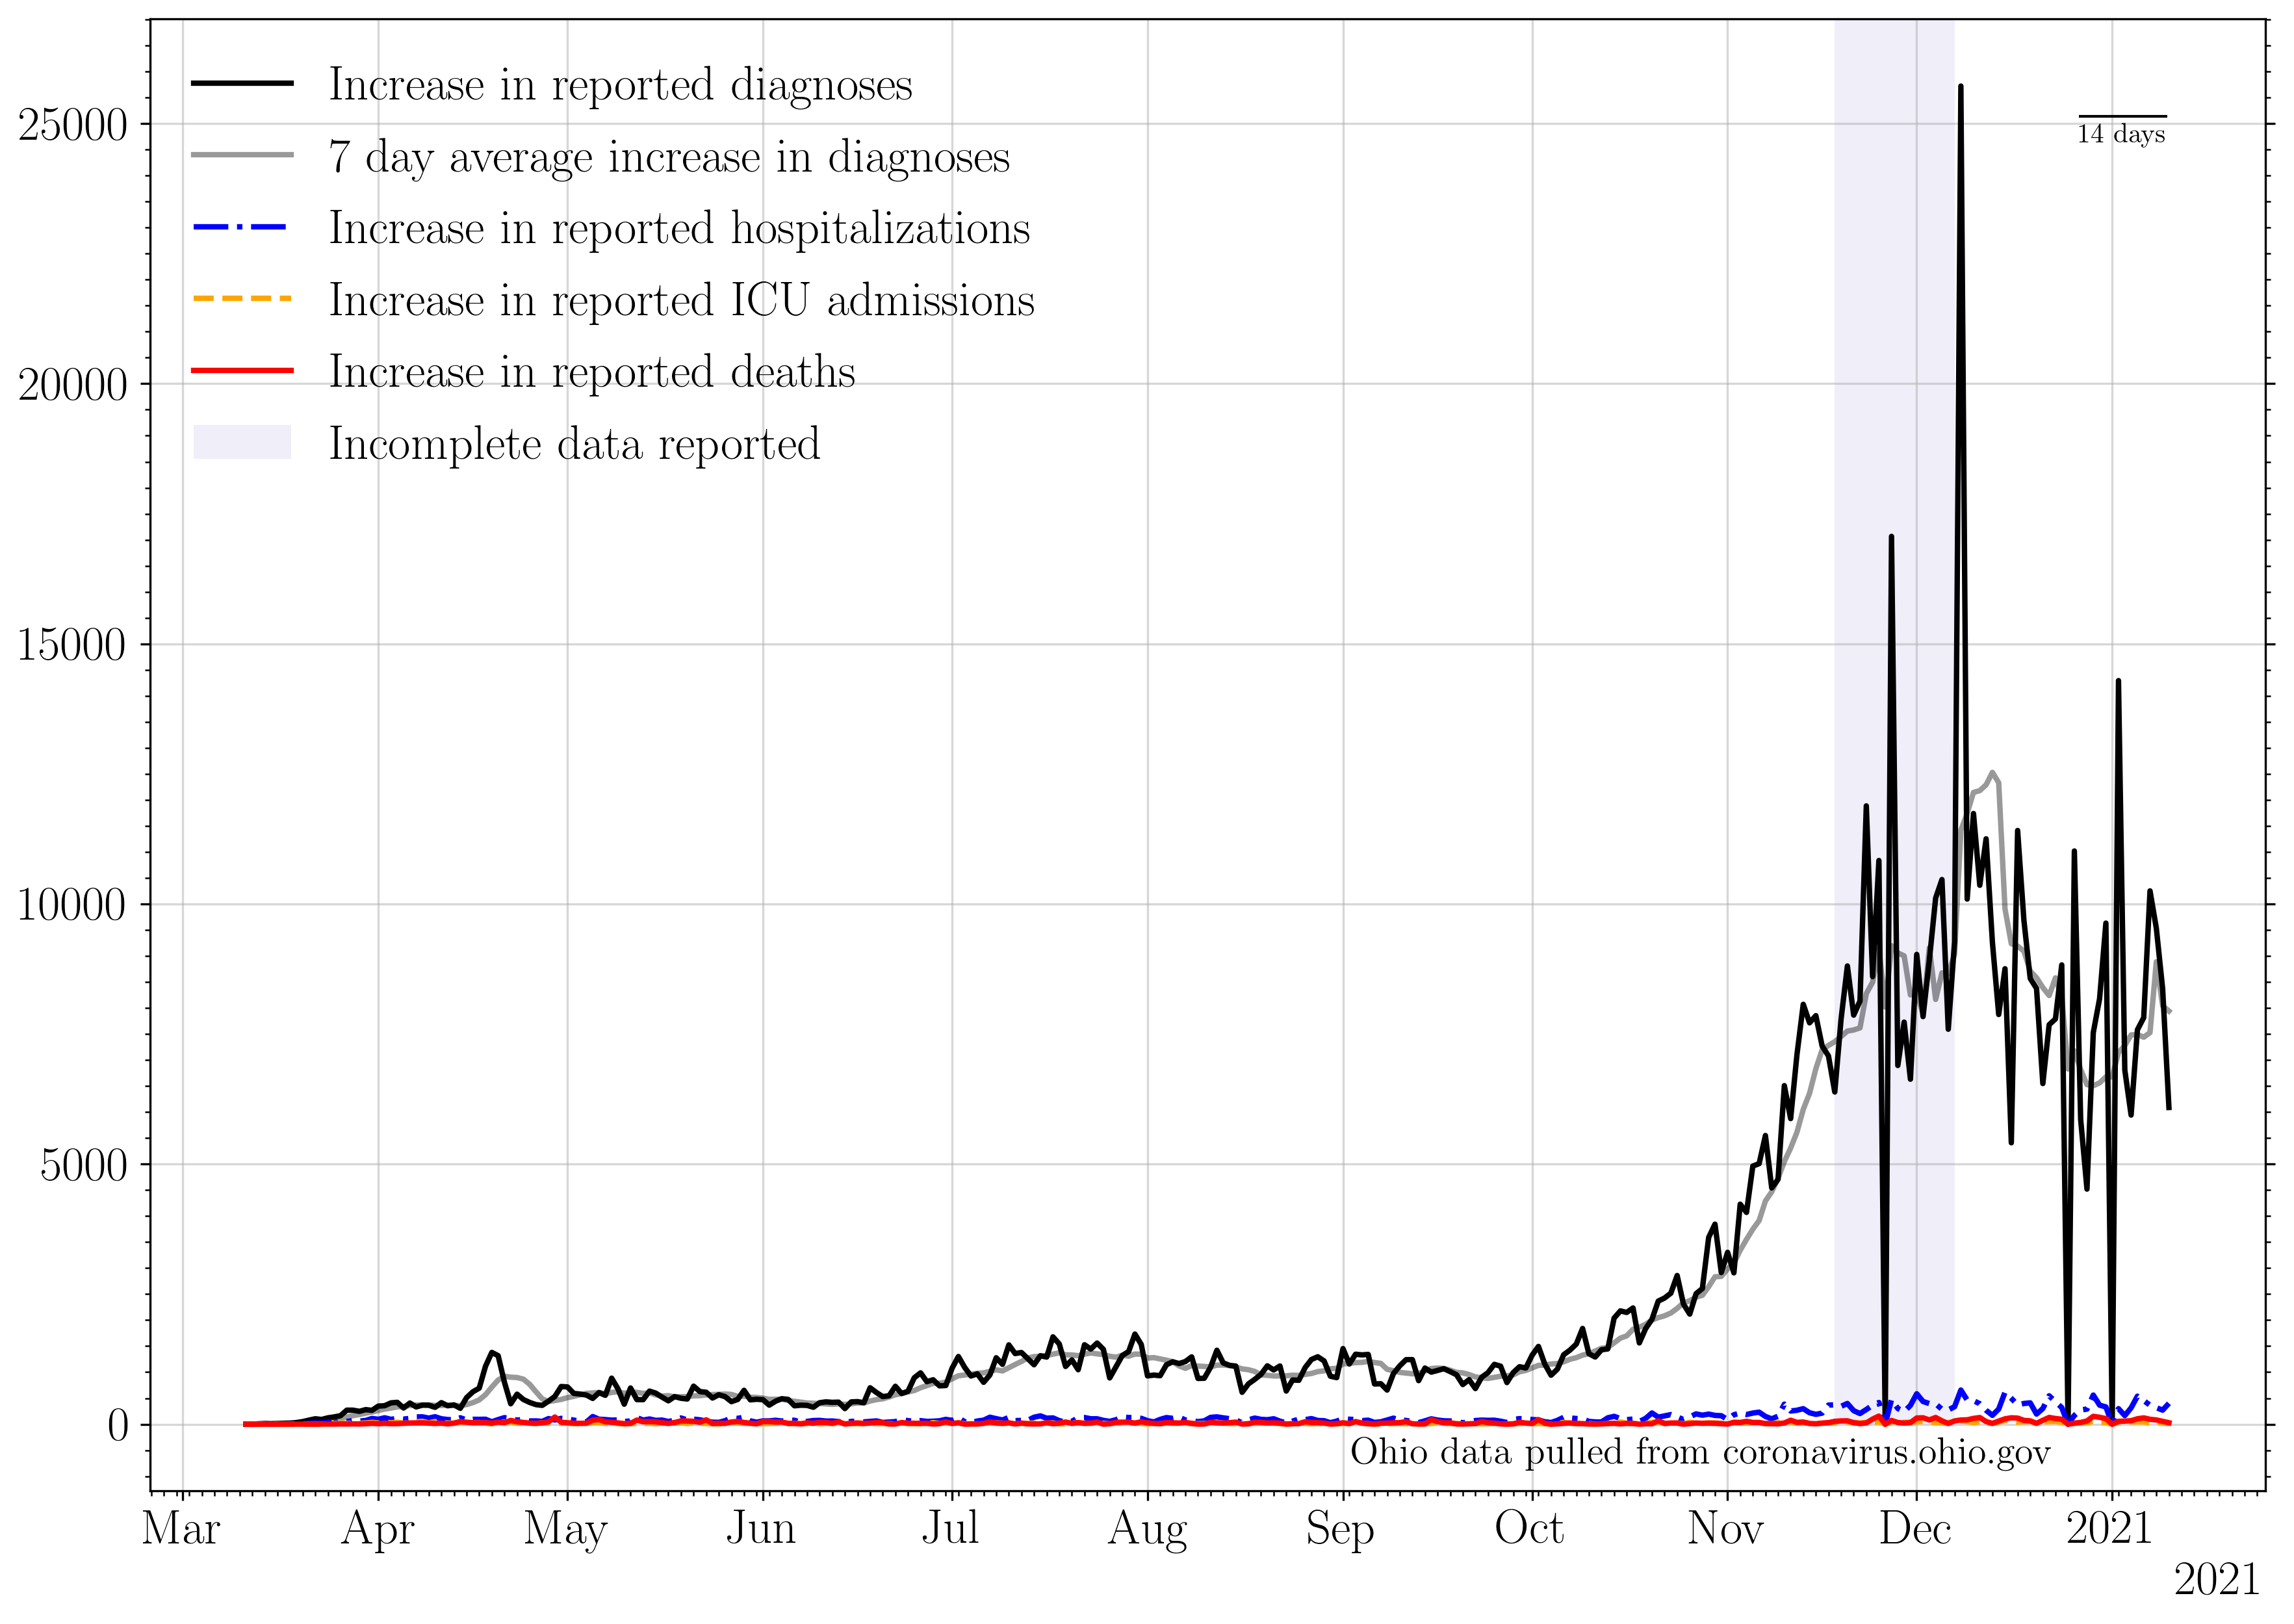 Increase in reported diagnoses
7 day average increase in diagnoses
Increase in reported hospitalizations
Increase in reported ICU admissions
Increase in reported deaths
Incomplete data reported
14 days
25000
20000
15000
10000
5000
0
Ohio data pulled from coronavirus.ohio.gov
Mar Apr May Jun Jul Aug Sep Oct Nov Dec 2021
2021